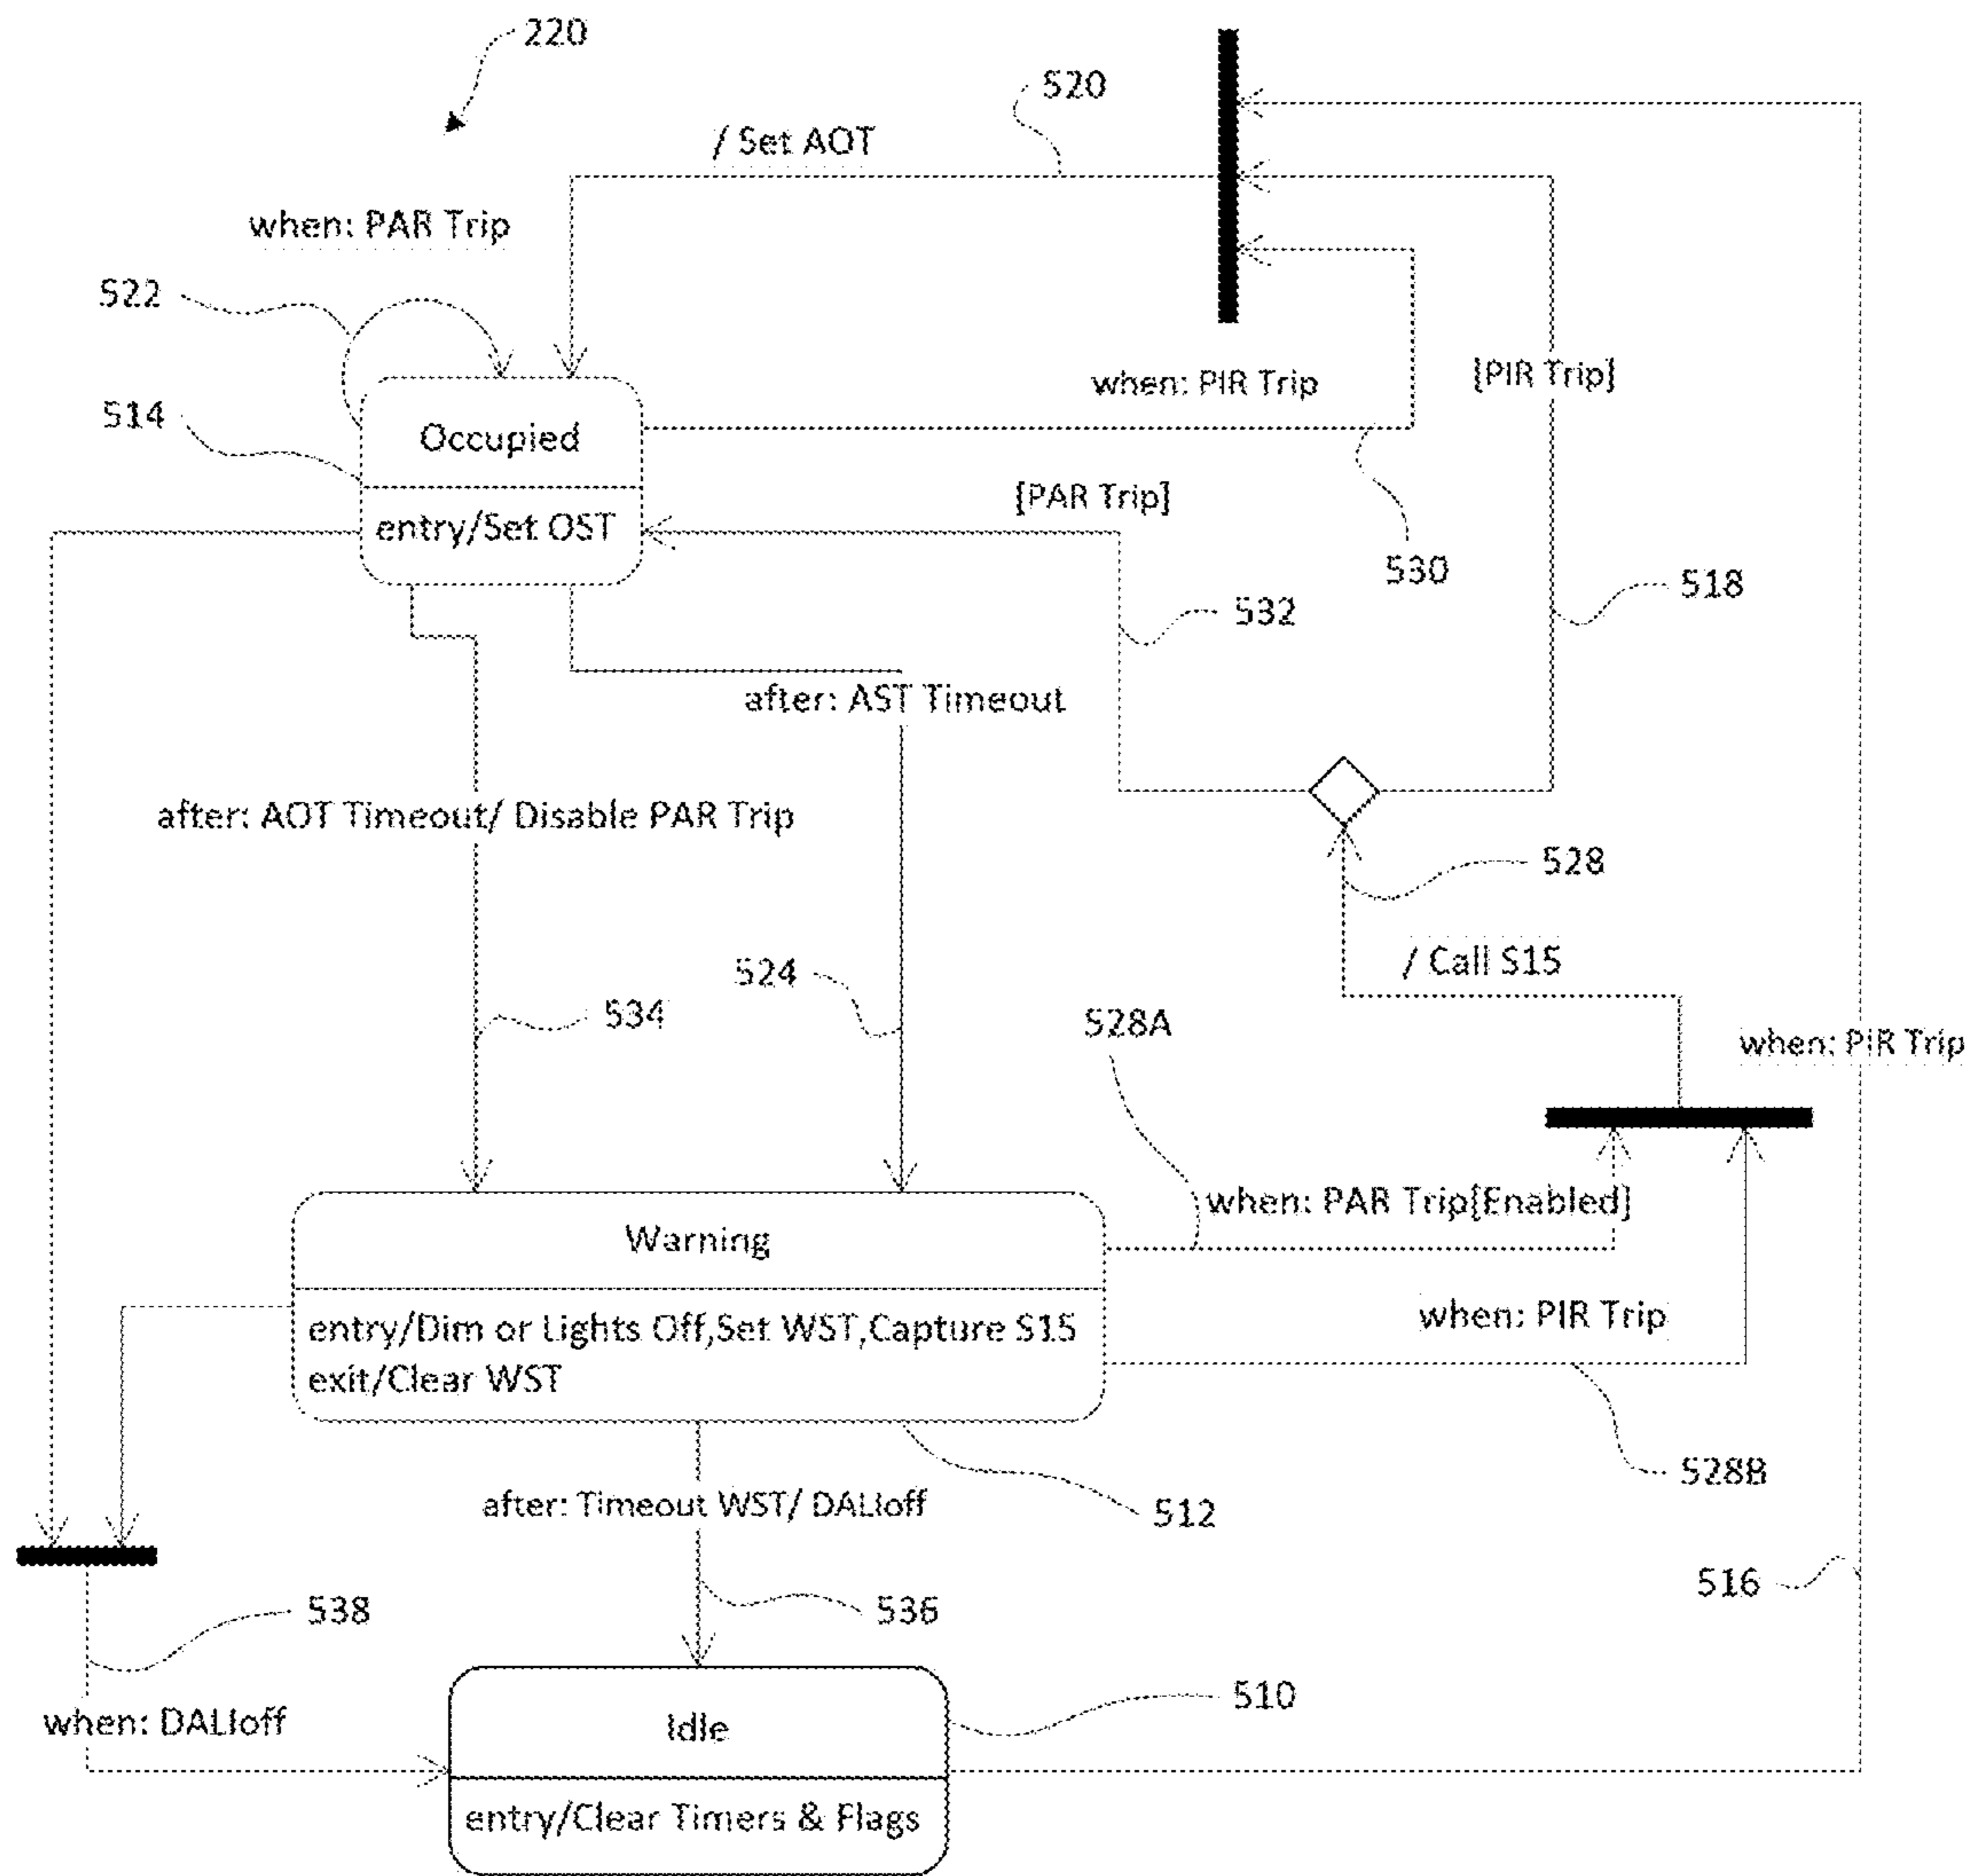 220
520
/ Set AOT
when: PAR Trip
522
when: PIR Trip
[PIR Trip]
514
Occupied
[PAR Trip]
entry/Set OST
530
518
532
after: AST Timeout
after: AOT Timeout/ Disable PAR Trip
528
/ Call S15
524
534
528A
when: PIR Trip
when: PAR Trip[Enabled]
Warning
when: PIR Trip
entry/Dim or Lights Off,Set WST,Capture S15
exit/Clear WST
528B
after: Timeout WST/ DALIoff
512
516
538
536
510
when: DALIoff
Idle
entry/Clear Timers & Flags